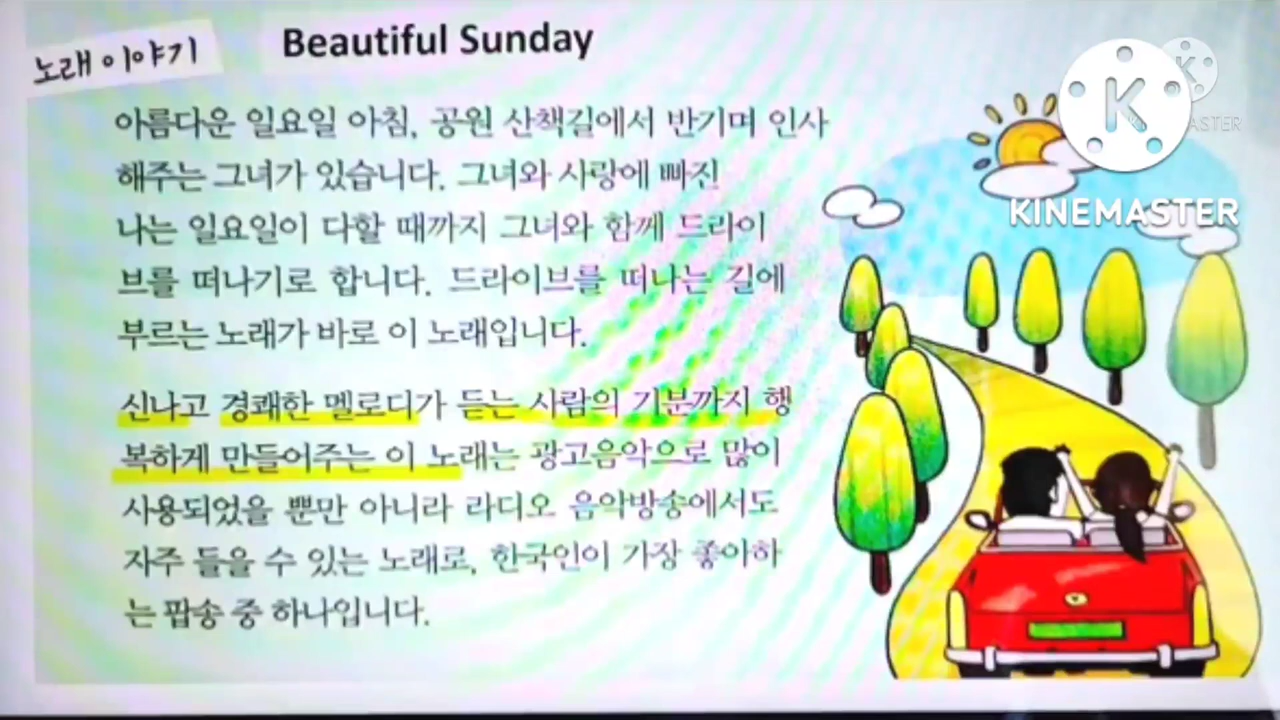 노래 이야기
Beautiful Sunday
아름다운 일요일 아침, 공원 산책길에서 반기며 인사
해주는 그녀가 있습니다. 그녀와 사랑에 빠진
나는 일요일이 다할 때까지 그녀와 함께 드라이
브를 떠나기로 합니다. 드라이브를 떠나는 길에
부르는 노래가 바로 이 노래입니다.
신나고 경쾌한 멜로디가 듣는 사람의 기분까지 행
복하게 만들어주는 이 노래는 광고음악으로 많이
사용되었을 뿐만 아니라 라디오 음악방송에서도
자주 들을 수 있는 노래로, 한국인이 가장 좋아하
는 팝송 중 하나입니다.
K
K
ASTER
KINEMASTER